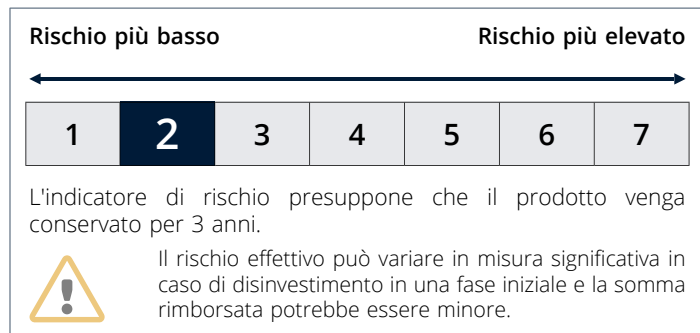 Rischio più basso Rischio più elevato
1 2 3 4 5 6 7
L'indicatore di rischio presuppone che il prodotto venga
conservato per 3 anni.
Il rischio effettivo può variare in misura significativa in
caso di disinvestimento in una fase iniziale e la somma
rimborsata potrebbe essere minore.